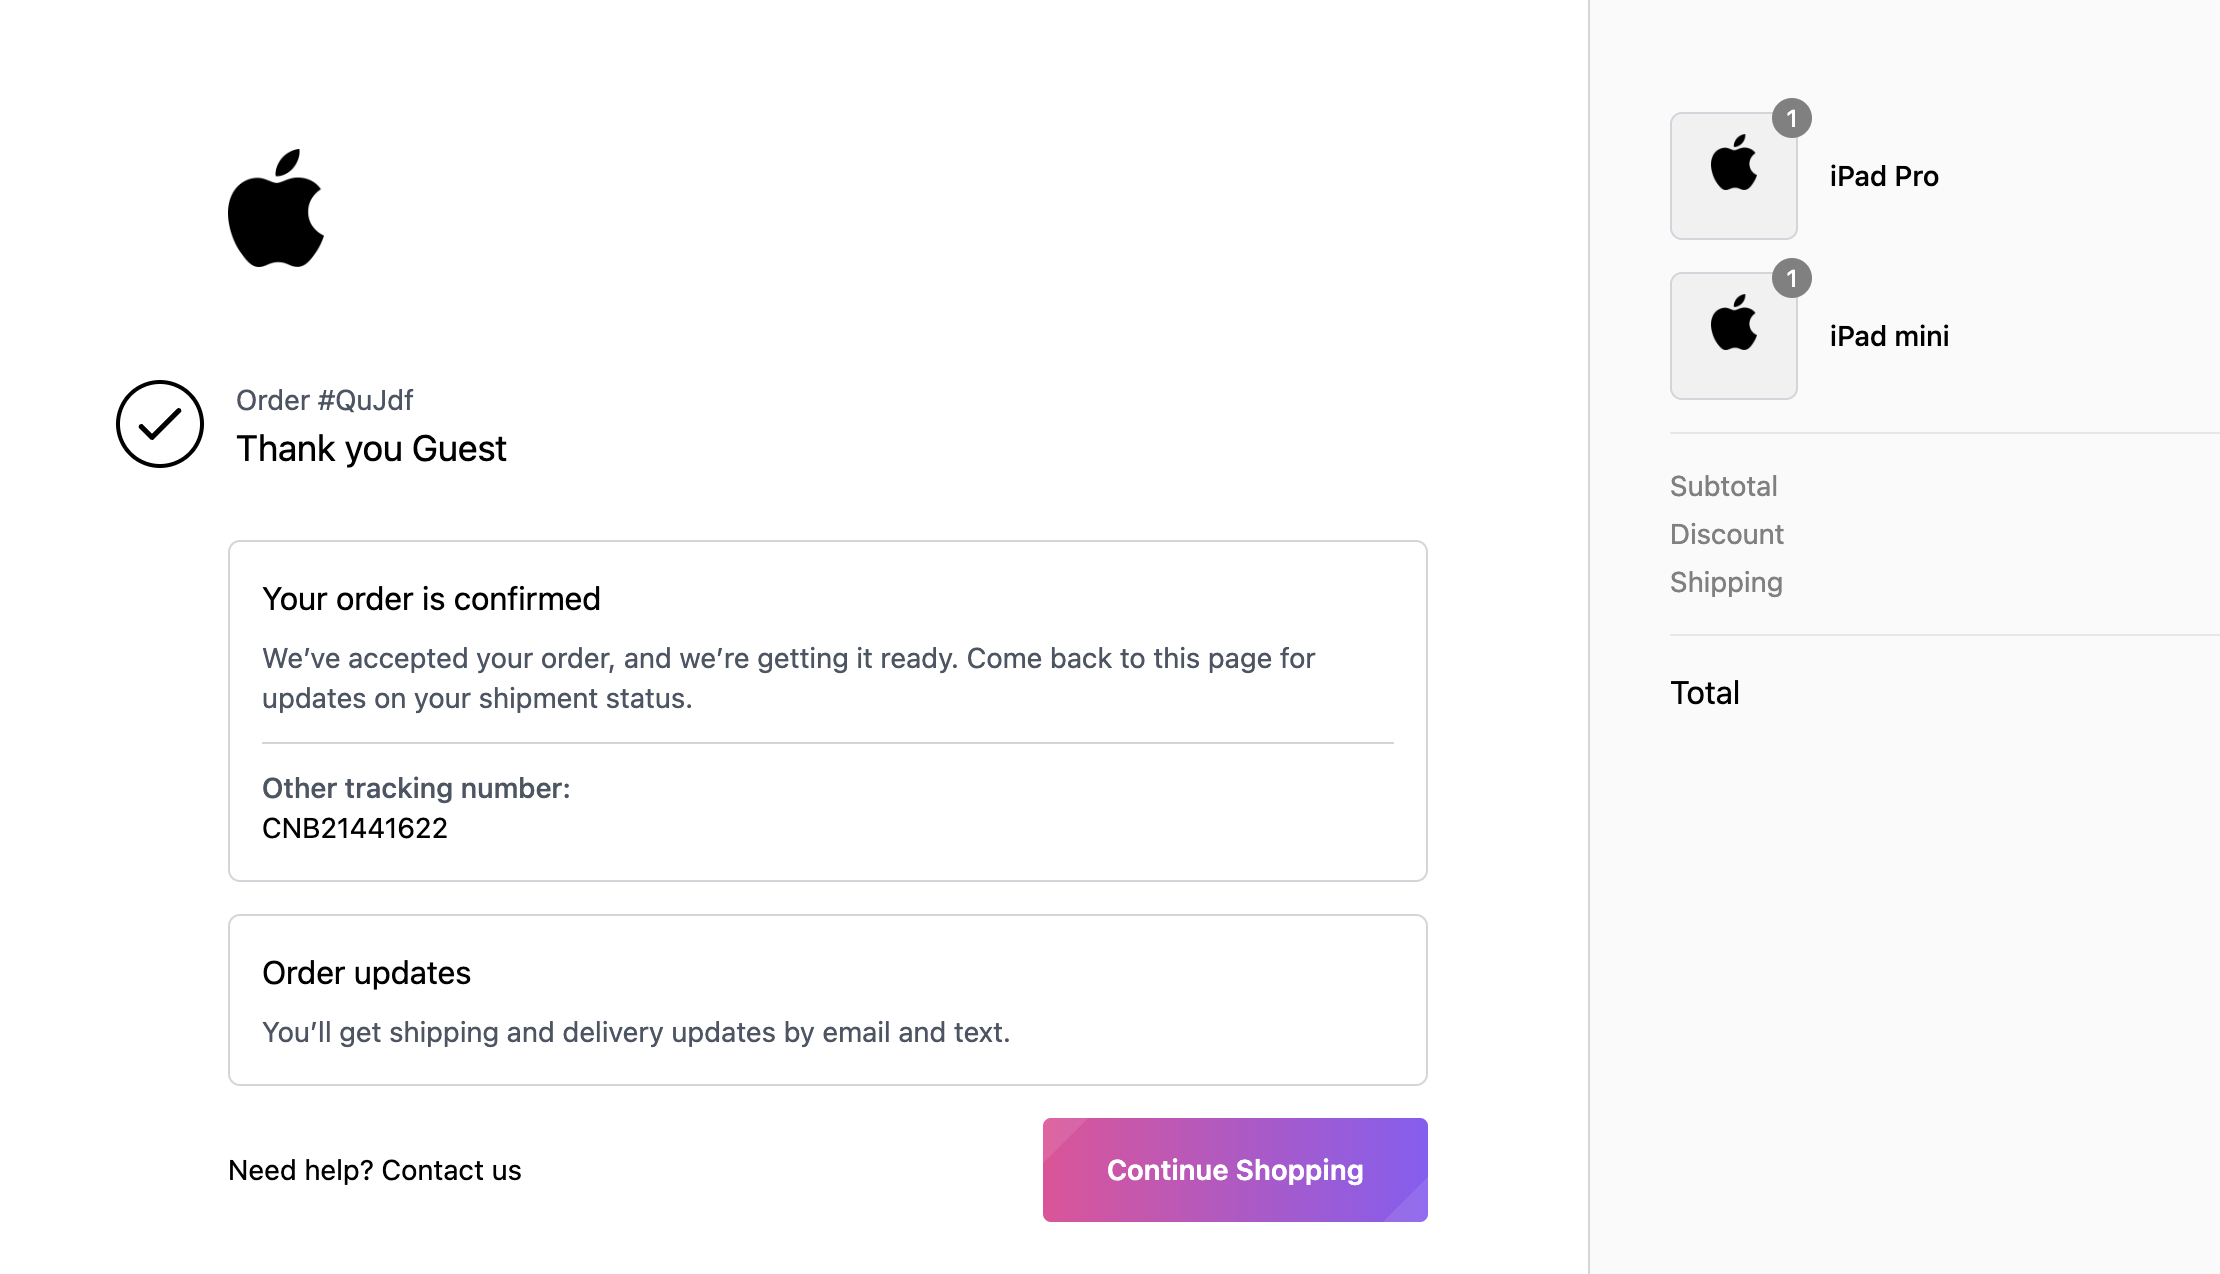 Order #QuJdf
Thank you Guest
Your order is confirmed
We’ve accepted your order, and we’re getting it ready. Come back to this page for
updates on your shipment status.
Other tracking number:
CNB21441622
Order updates
You’ll get shipping and delivery updates by email and text.
Need help? Contact us
Continue Shopping
1
iPad Pro
1
iPad mini
Subtotal
Discount
Shipping
Total